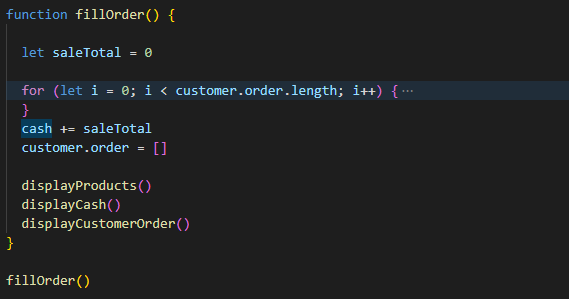 function fillOrder() {
let saleTotal = 0
for (let i = 0; i < customer.order.length; i++) {···
}
cash += saleTotal
customer.order = []
displayProducts()
displayCash()
displayCustomerOrder()
}
fillOrder()